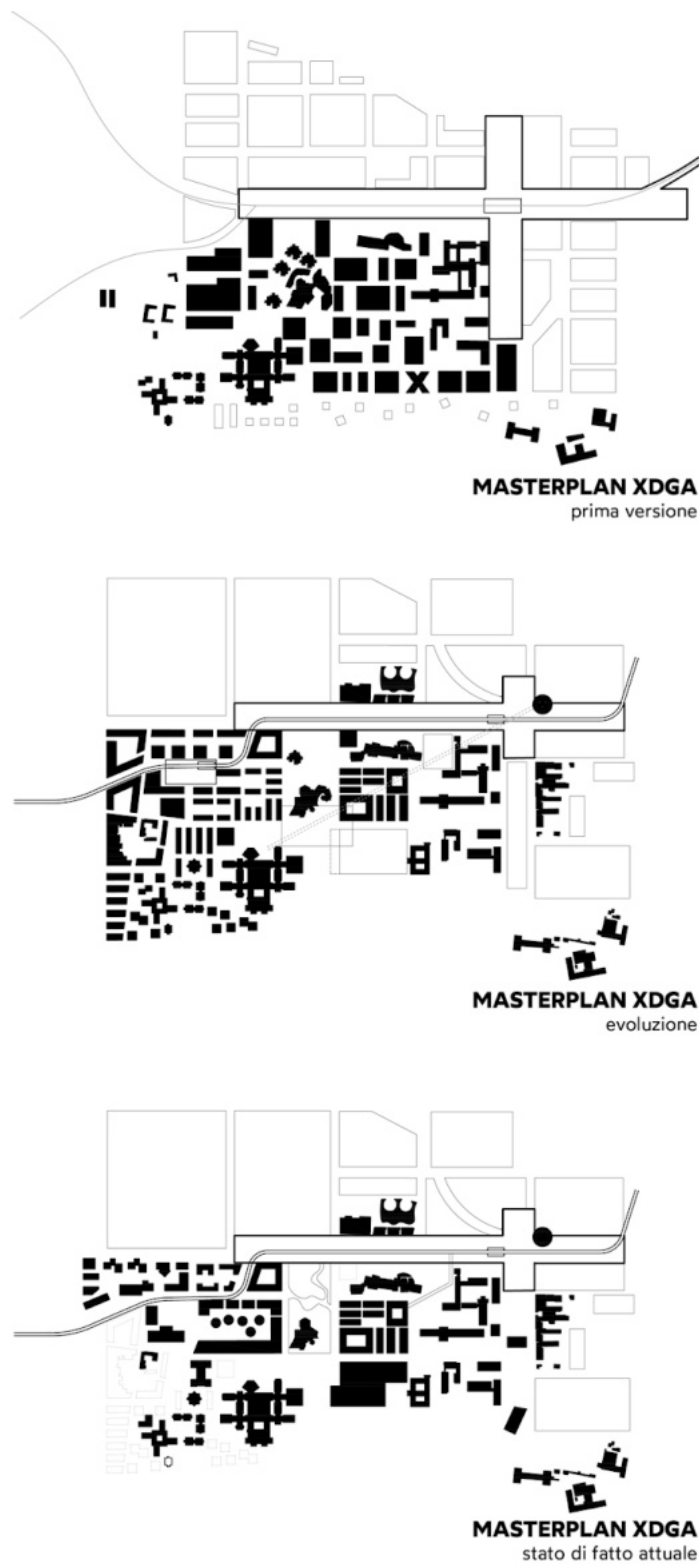 MASTERPLAN XDGA
prima versione
MASTERPLAN XDGA
evoluzione
MASTERPLAN XDGA
stato di fatto attuale